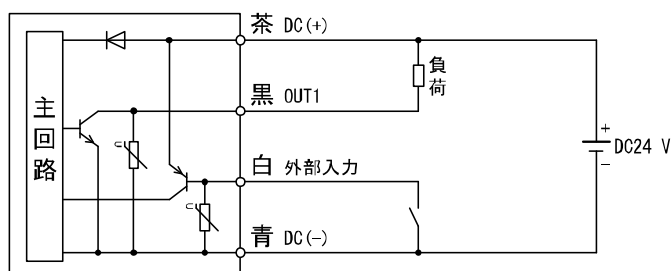 茶 DC(+)
主回路
負荷
黒 OUT1
+
DC24 V
−
白 外部入力
青 DC(−)